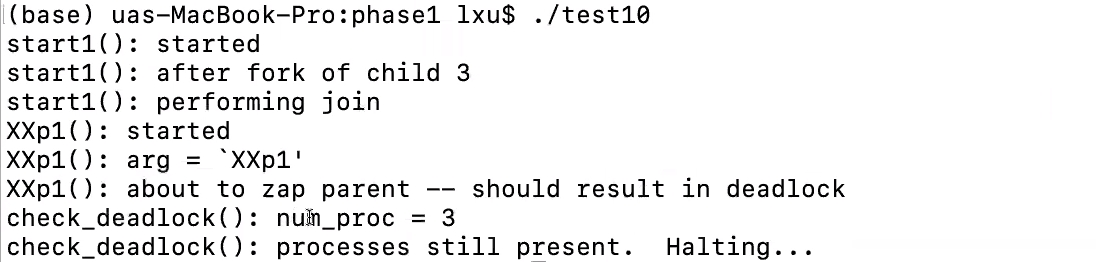 (base) uas-MacBook-Pro:phase1 lxu$ ./test10
start1(): started
start1(): after fork of child 3
start1(): performing join
XXp1(): started
XXp1(): arg = `XXp1'
XXp1(): about to zap parent -- should result in deadlock
check_deadlock(): num_proc = 3
check_deadlock(): processes still present.  Halting...